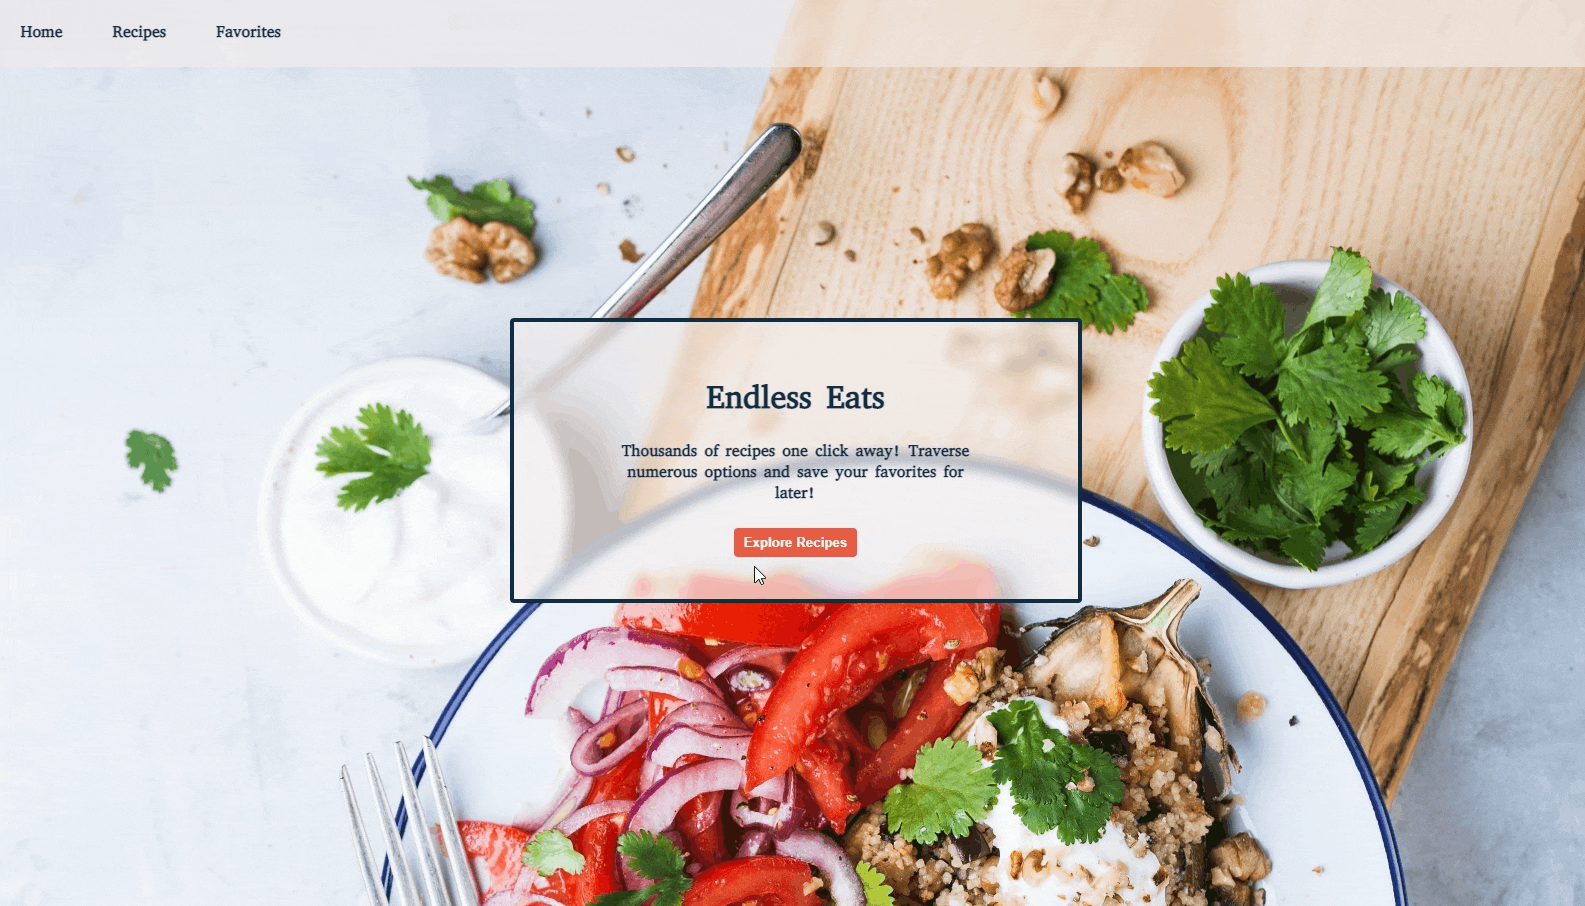 Home Recipes Favorites
Endless Eats
Thousands of recipes one click away! Traverse
numerous options and save your favorites for
later!
Explore Recipes